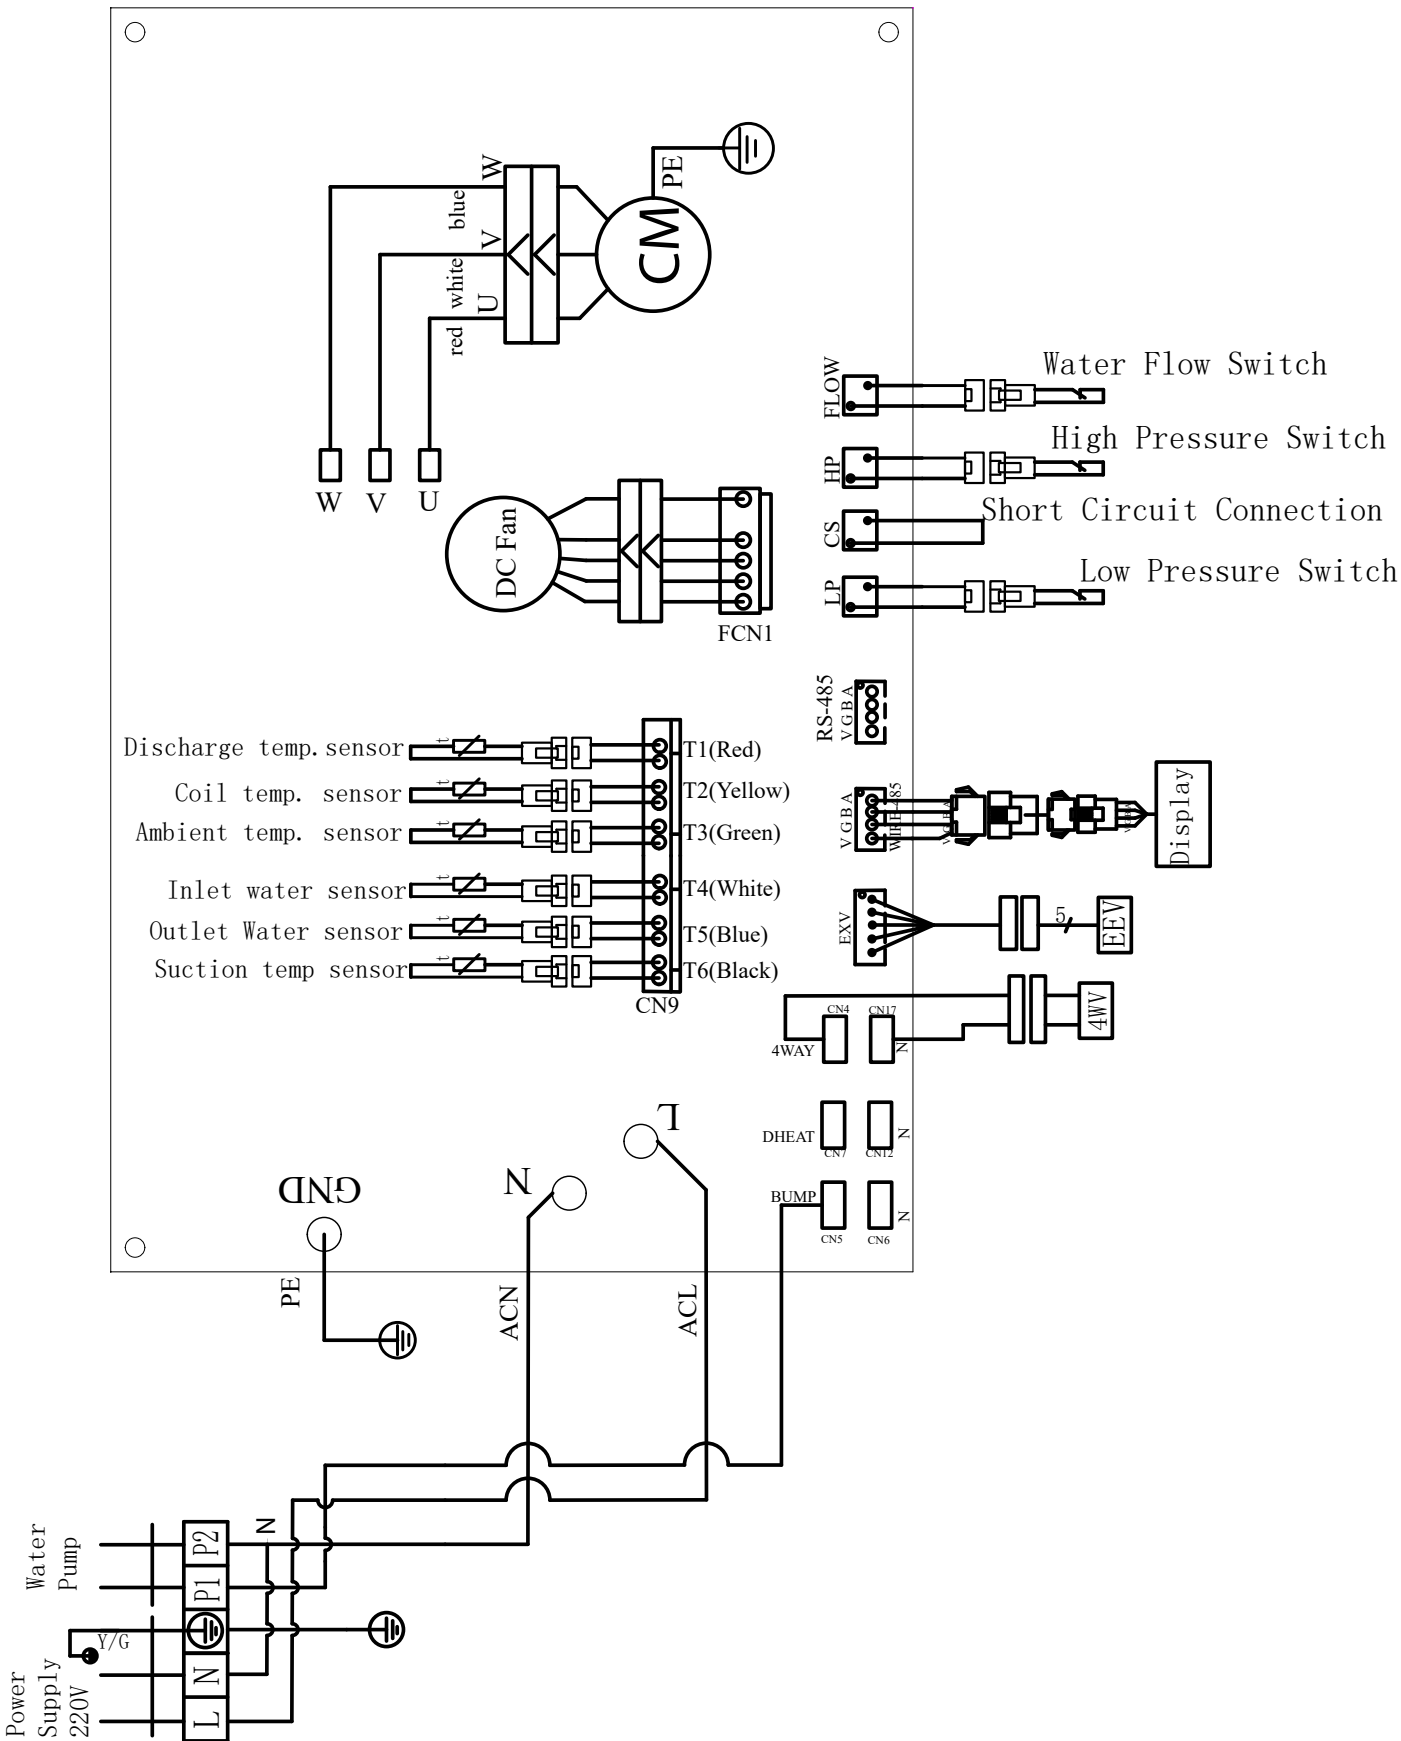 W
blue
V
white
U
red
PE
CM
W
V
U
DC Fan
FCN1
FLOW
Water Flow Switch
HP
High Pressure Switch
CS
Short Circuit Connection
LP
Low Pressure Switch
RS-485
V G B A
V G B A
WIRE-485
V G B A
V G B A
Display
Discharge temp. sensor
t
T1(Red)
Coil temp. sensor
t
T2(Yellow)
Ambient temp. sensor
t
T3(Green)
Inlet water sensor
t
T4(White)
Outlet Water sensor
t
T5(Blue)
Suction temp sensor
t
T6(Black)
CN9
EXV
5
EEV
4WAY
CN4
CN17
N
4WV
DHEAT
CN7
CN12
N
BUMP
CN5
CN6
N
GND
N
L
PE
ACN
ACL
Water
Pump
P2
P1
N
Y/G
Power
Supply
220V
N
L